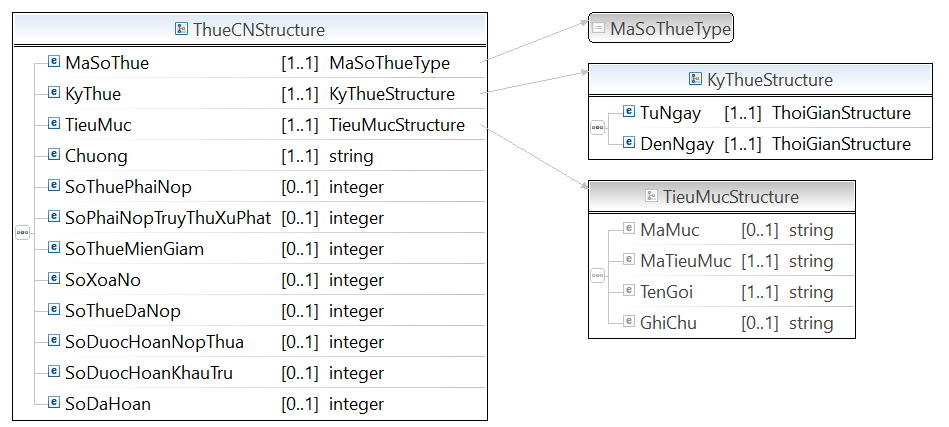 ThueCNStructure
MaSoThue [1..1] MaSoThueType
KyThue [1..1] KyThueStructure
TieuMuc [1..1] TieuMucStructure
Chuong [1..1] string
SoThuePhaiNop [0..1] integer
SoPhaiNopTruyThuXuPhat [0..1] integer
SoThueMienGiam [0..1] integer
SoXoaNo [0..1] integer
SoThueDaNop [0..1] integer
SoDuocHoanNopThua [0..1] integer
SoDuocHoanKhauTru [0..1] integer
SoDaHoan [0..1] integer
MaSoThueType
KyThueStructure
TuNgay [1..1] ThoiGianStructure
DenNgay [1..1] ThoiGianStructure
TieuMucStructure
MaMuc [0..1] string
MaTieuMuc [1..1] string
TenGoi [1..1] string
GhiChu [0..1] string